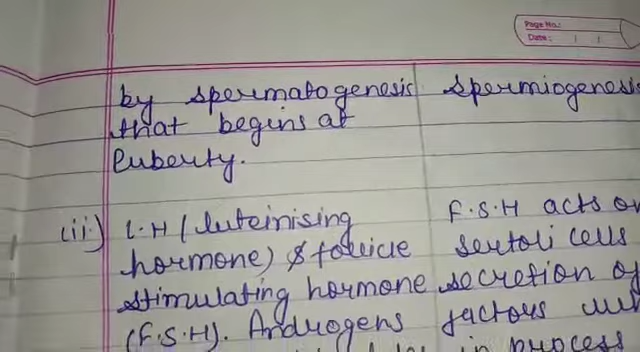 Page No.:
Date: / /
by spermatogenesis spermiogenesis
that begins at
Puberty.
(ii) L.H (luteinising F.S.H acts on
hormone) & follicle sertoli cells
stimulating hormone secretion of
(F.S.H). Androgens factors
in process